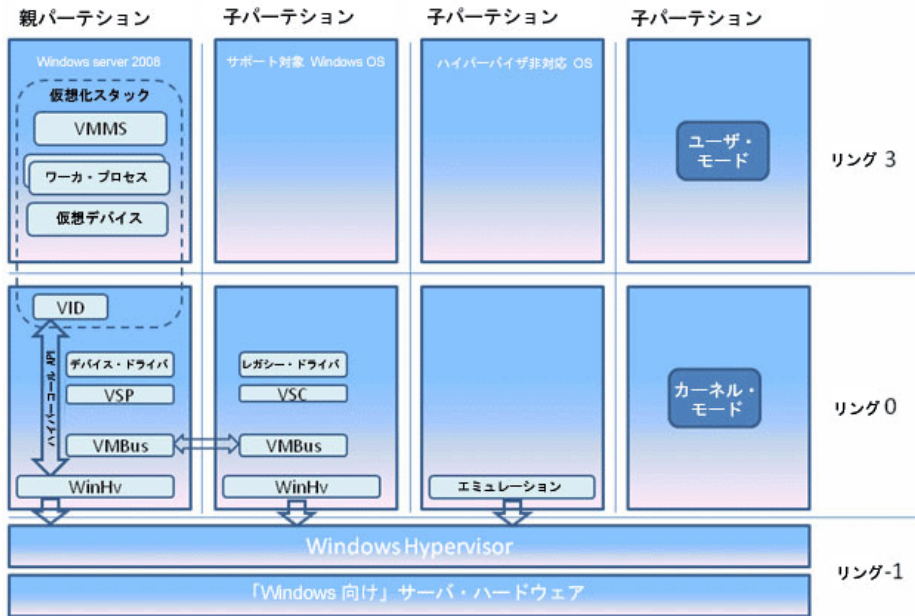 親パーテション
子パーテション
子パーテション
子パーテション
Windows server 2008
サポート対象 Windows OS
ハイパーバイザ非対応 OS
仮想化スタック
VMMS
ワーカ・プロセス
仮想デバイス
ユーザ・
モード
リング 3
VID
デバイス・ドライバ
VSP
VMBus
WinHv
レガシー・ドライバ
VSC
VMBus
WinHv
エミュレーション
カーネル・
モード
リング 0
Windows Hypervisor
「Windows 向け」サーバ・ハードウェア
リング -1